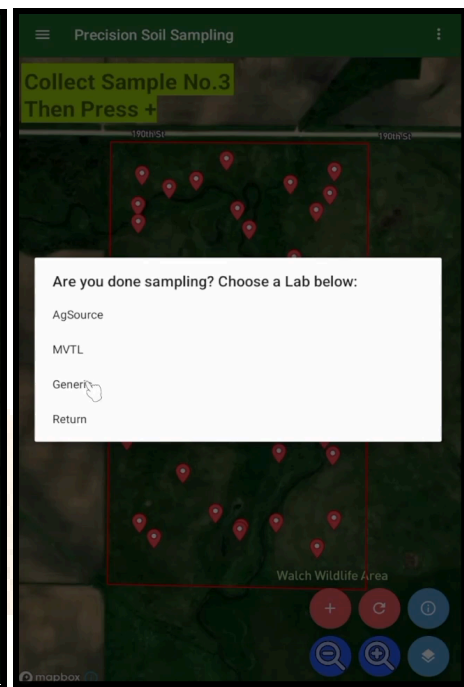 Precision Soil Sampling
Collect Sample No.3
Then Press +
190th St
190th St
Are you done sampling? Choose a Lab below:
AgSource
MVTL
Generic
Return
Walch Wildlife Area
+
mapbox